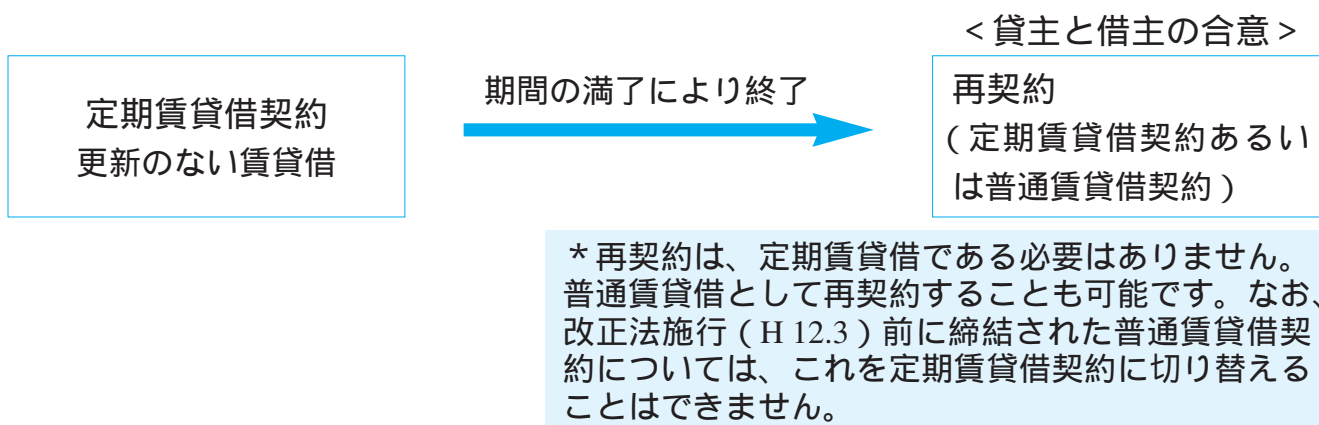 <貸主と借主の合意>
定期賃貸借契約
更新のない賃貸借
期間の満了により終了
再契約
(定期賃貸借契約あるい
は普通賃貸借契約)
*再契約は、定期賃貸借である必要はありません。
普通賃貸借として再契約することも可能です。なお、
改正法施行(H 12.3)前に締結された普通賃貸借契
約については、これを定期賃貸借契約に切り替える
ことはできません。